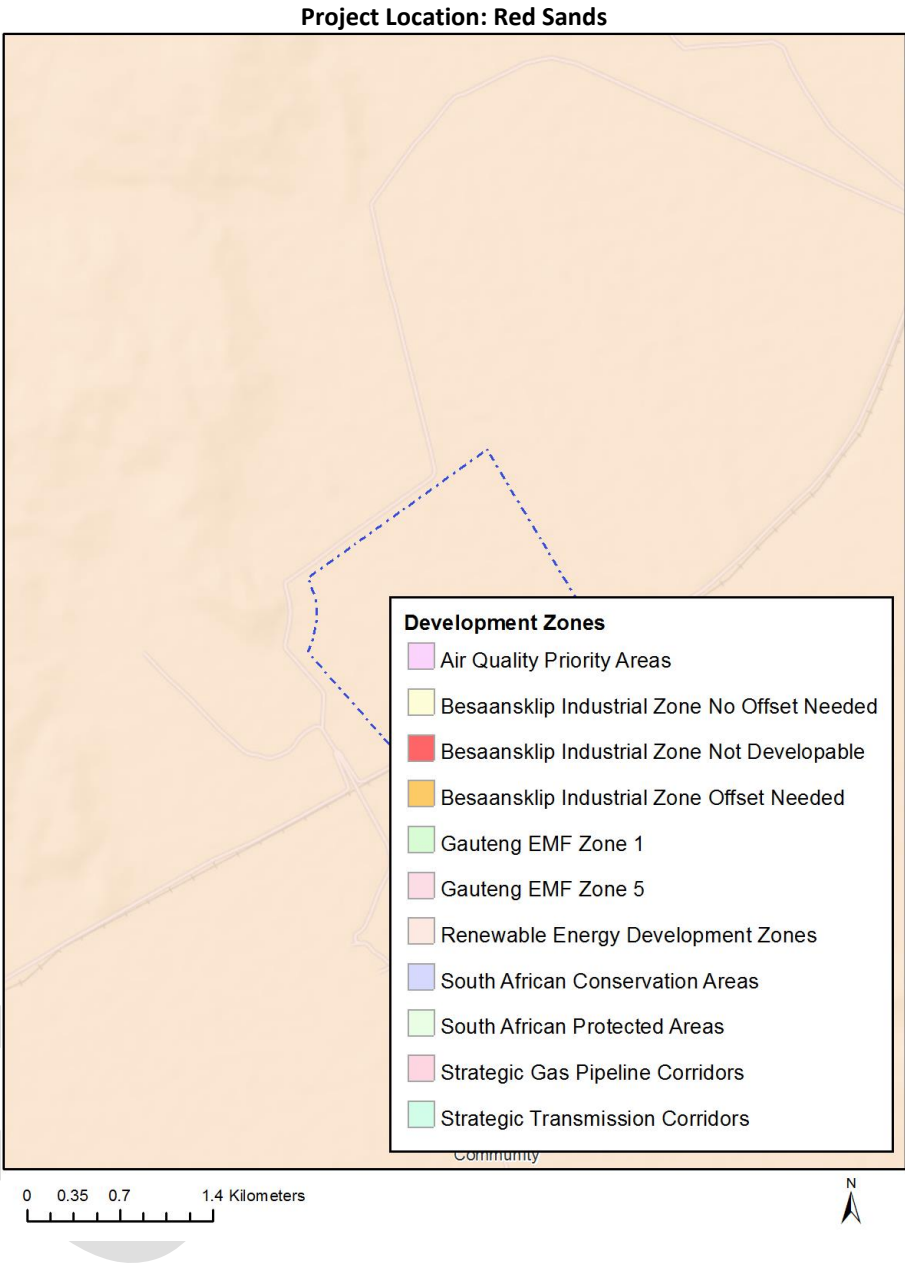 Project Location: Red Sands
Development Zones
Air Quality Priority Areas
Besaansklip Industrial Zone No Offset Needed
Besaansklip Industrial Zone Not Developable
Besaansklip Industrial Zone Offset Needed
Gauteng EMF Zone 1
Gauteng EMF Zone 5
Renewable Energy Development Zones
South African Conservation Areas
South African Protected Areas
Strategic Gas Pipeline Corridors
Strategic Transmission Corridors
Community
0 0.35 0.7 1.4 Kilometers
N